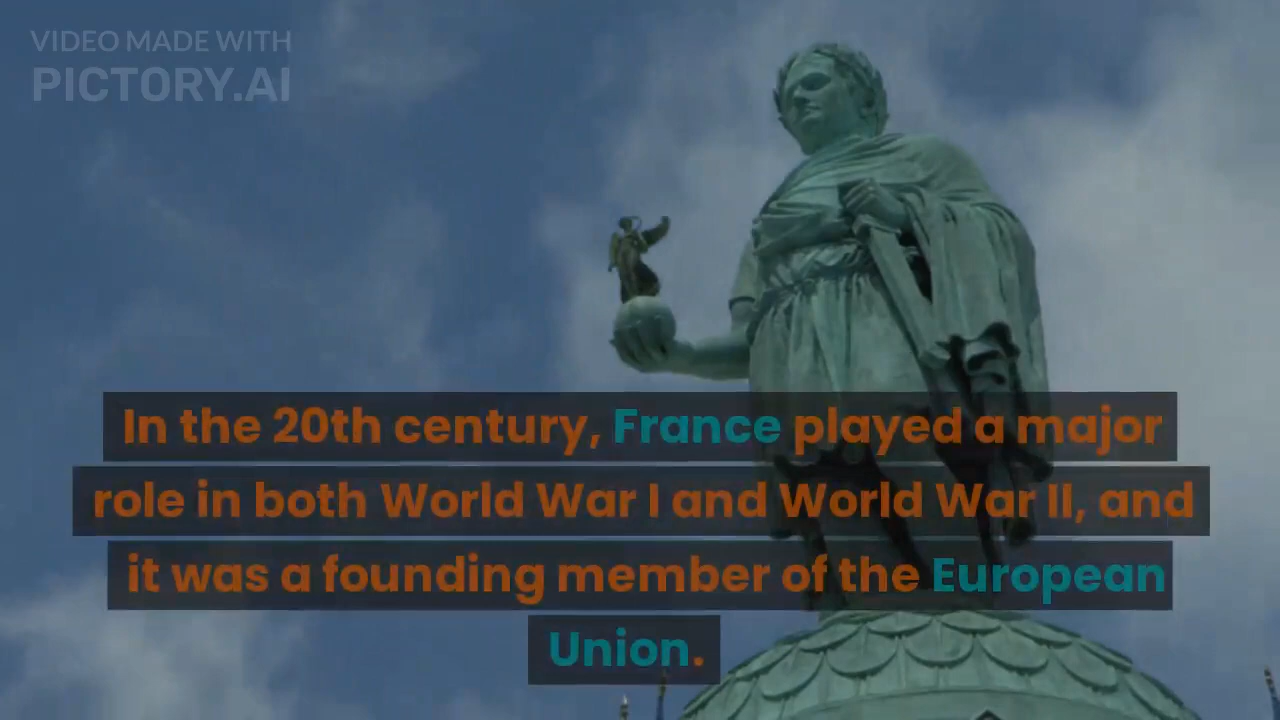 VIDEO MADE WITH
PICTORY.AI
In the 20th century, France played a major
role in both World War I and World War II, and
it was a founding member of the European
Union.